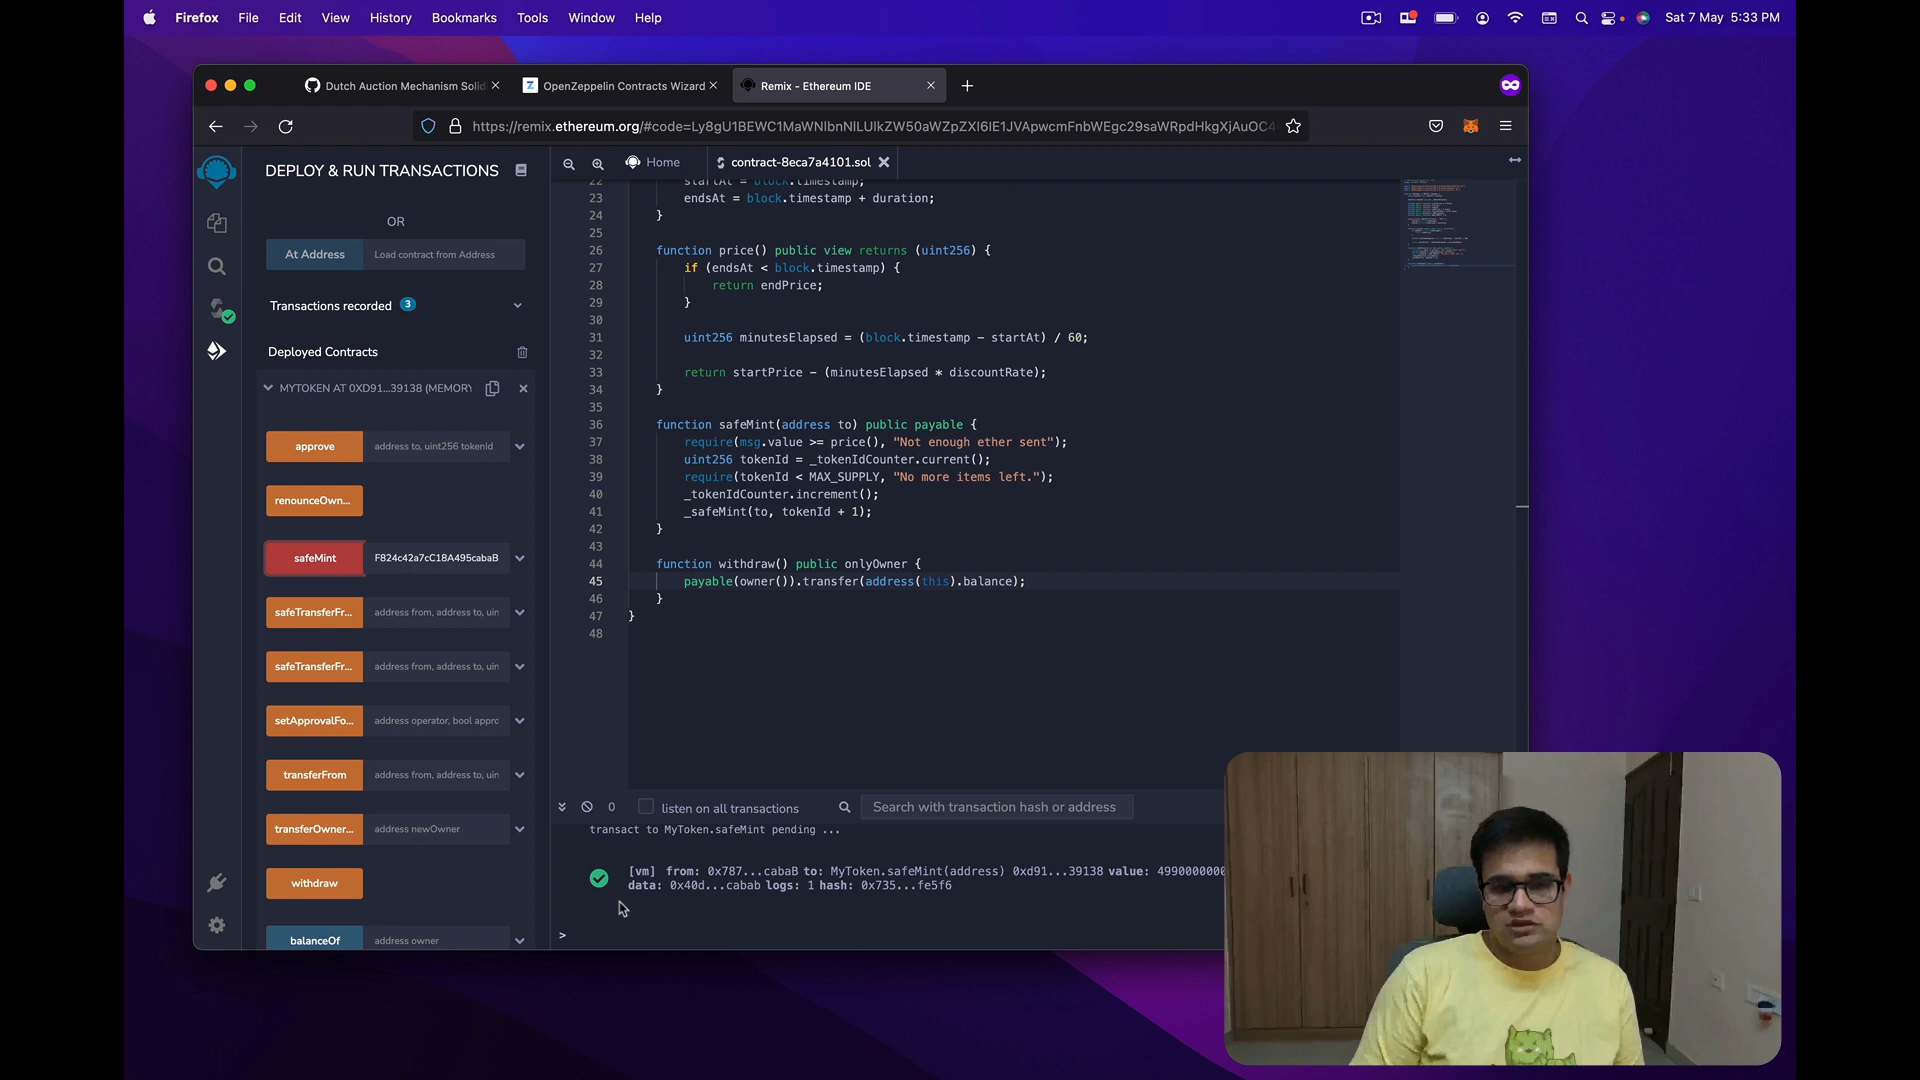 Firefox File Edit View History Bookmarks Tools Window Help
Sat 7 May 5:33 PM
Dutch Auction Mechanism Solid
OpenZeppelin Contracts Wizard
Remix - Ethereum IDE
https://remix.ethereum.org/#code=
DEPLOY & RUN TRANSACTIONS
OR
At Address
Load contract from Address
Transactions recorded 3
Deployed Contracts
MYTOKEN AT 0XD91...39138 (MEMORY
approve address to, uint256 tokenId
renounceOwn...
safeMint F824c42a7cC18A495cabaB
safeTransferFr... address from, address to, uin
safeTransferFr... address from, address to, uin
setApprovalFo... address operator, bool appro
transferFrom address from, address to, uin
transferOwner... address newOwner
withdraw
balanceOf address owner
Home
contract-8eca7a4101.sol
22 startAt = block.timestamp;
23 endsAt = block.timestamp + duration;
24 }
25
26 function price() public view returns (uint256) {
27 if (endsAt < block.timestamp) {
28 return endPrice;
29 }
30
31 uint256 minutesElapsed = (block.timestamp - startAt) / 60;
32
33 return startPrice - (minutesElapsed * discountRate);
34 }
35
36 function safeMint(address to) public payable {
37 require(msg.value >= price(), "Not enough ether sent");
38 uint256 tokenId = _tokenIdCounter.current();
39 require(tokenId < MAX_SUPPLY, "No more items left.");
40 _tokenIdCounter.increment();
41 _safeMint(to, tokenId + 1);
42 }
43
44 function withdraw() public onlyOwner {
45 payable(owner()).transfer(address(this).balance);
46 }
47 }
48
0 listen on all transactions
Search with transaction hash or address
transact to MyToken.safeMint pending ...
[vm] from: 0x787...cabaB to: MyToken.safeMint(address) 0xd91...39138 value: 4990000000
data: 0x40d...cabab logs: 1 hash: 0x735...fe5f6
>